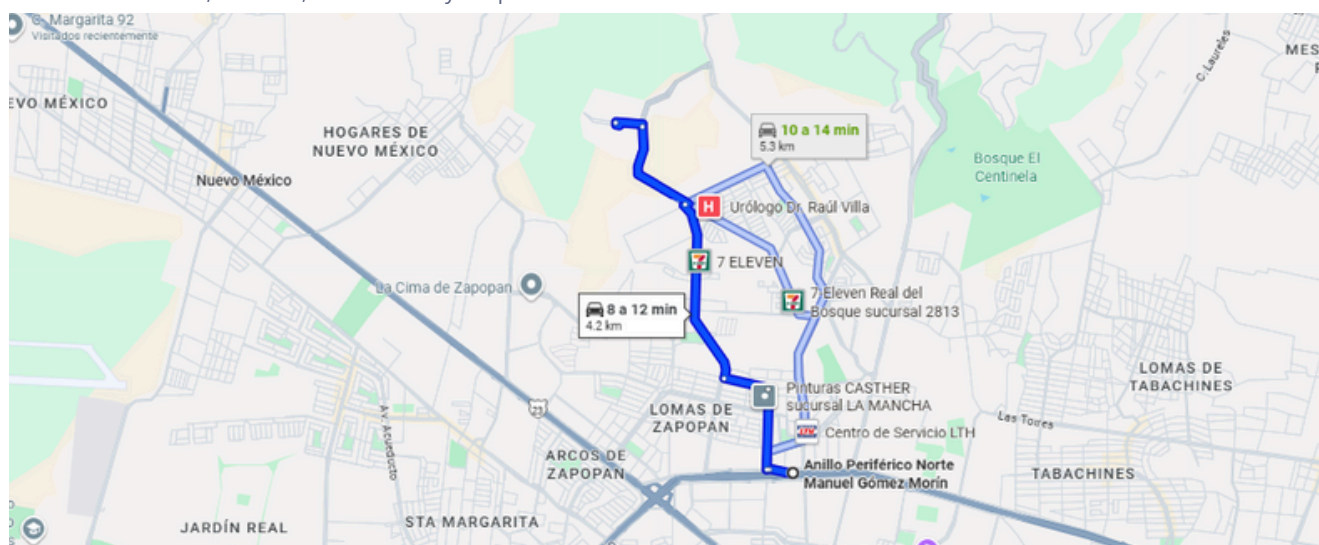 C. Margarita 92
Visitados recientemente
EVO MÉXICO
HOGARES DE
NUEVO MÉXICO
Nuevo México
10 a 14 min
5.3 km
C. Laureles
MES
Bosque El
Centinela
Urólogo Dr. Raúl Villa
7 ELEVEN
La Cima de Zapopan
7 Eleven Real del
Bosque sucursal 2813
8 a 12 min
4.2 km
LOMAS DE
TABACHINES
Pinturas CASTHER
sucursal LA MANCHA
LOMAS DE
ZAPOPAN
Las Torres
Av. Acueducto
23
Centro de Servicio LTH
ARCOS DE
ZAPOPAN
Anillo Periférico Norte
Manuel Gómez Morín
TABACHINES
JARDÍN REAL
STA MARGARITA